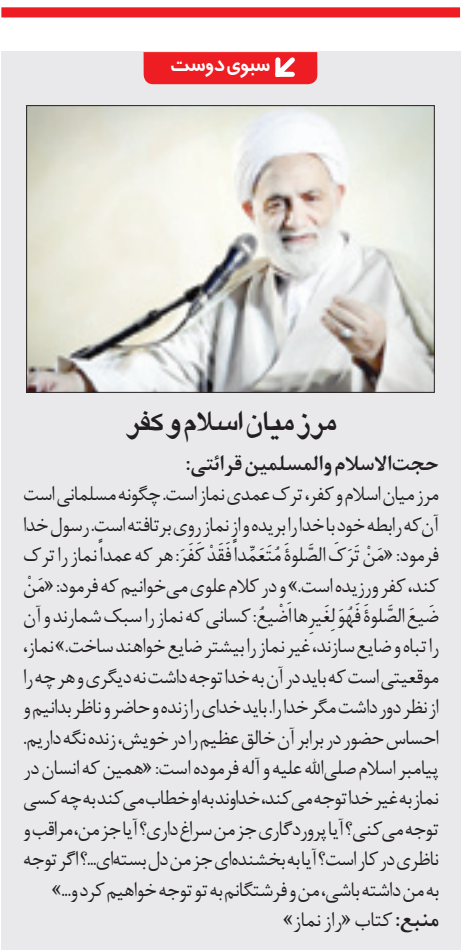 سبوی دوست
مرز میان اسلام و کفر
حجت‌الاسلام والمسلمین قرائتی:
مرز میان اسلام و کفر، ترک عمدی نماز است. چگونه مسلمانی است
آن که رابطه خود با خدا را بریده و از نماز روی برتافته است. رسول خدا
فرمود: «مَنْ تَرَکَ الصَّلوةَ مُتَعَمِّداً فَقَدْ کَفَرَ: هر که عمداً نماز را ترک
کند، کفر ورزیده است.» و در کلام علوی می‌خوانیم که فرمود: «مَنْ
ضَیعَ الصَّلوةَ فَهُوَ لِغَیرِها اَضْیعُ: کسانی که نماز را سبک شمارند و آن
را تباه و ضایع سازند، غیر نماز را بیشتر ضایع خواهند ساخت.» نماز،
موقعیتی است که باید در آن به خدا توجه داشت نه دیگری و هر چه را
از نظر دور داشت مگر خدا را. باید خدای را زنده و حاضر و ناظر بدانیم و
احساس حضور در برابر آن خالق عظیم را در خویش، زنده نگه داریم.
پیامبر اسلام صلی‌الله علیه و آله فرموده است: «همین که انسان در
نماز به غیر خدا توجه می‌کند، خداوند به او خطاب می‌کند به چه کسی
توجه می‌کنی؟ آیا پروردگاری جز من سراغ داری؟ آیا جز من، مراقب و
ناظری در کار است؟ آیا به بخشنده‌ای جز من دل بسته‌ای...؟ اگر توجه
به من داشته باشی، من و فرشتگانم به تو توجه خواهیم کرد و...»
منبع: کتاب «راز نماز»